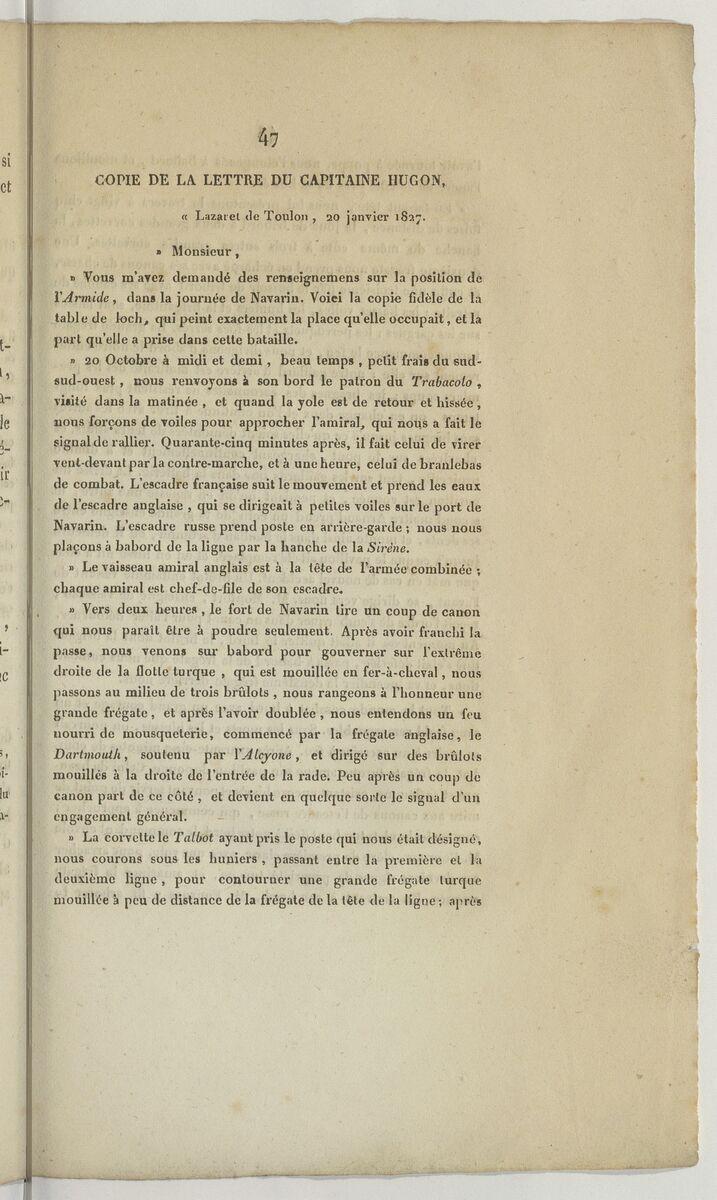 47
COPIE DE LA LETTRE DU CAPITAINE HUGON,
« Lazaret de Toulon, 20 janvier 1827.
» Monsieur,
» Vous m'avez demandé des renseignemens sur la position de
l'Armide, dans la journée de Navarin. Voici la copie fidèle de la
table de loch, qui peint exactement la place qu'elle occupait, et la
part qu'elle a prise dans cette bataille.
» 20 Octobre à midi et demi, beau temps, petit frais du sud-
sud-ouest, nous renvoyons à son bord le patron du Trabacolo,
visité dans la matinée, et quand la yole est de retour et hissée,
nous forçons de voiles pour approcher l'amiral, qui nous a fait le
signal de rallier. Quarante-cinq minutes après, il fait celui de virer
vent-devant par la contre-marche, et à une heure, celui de branlebas
de combat. L'escadre française suit le mouvement et prend les eaux
de l'escadre anglaise, qui se dirigeait à petites voiles sur le port de
Navarin. L'escadre russe prend poste en arrière-garde; nous nous
plaçons à babord de la ligne par la hanche de la Sirène.
» Le vaisseau amiral anglais est à la tête de l'armée combinée;
chaque amiral est chef-de-file de son escadre.
» Vers deux heures, le fort de Navarin tire un coup de canon
qui nous paraît être à poudre seulement. Après avoir franchi la
passe, nous venons sur babord pour gouverner sur l'extrême
droite de la flotte turque, qui est mouillée en fer-à-cheval, nous
passons au milieu de trois brûlots, nous rangeons à l'honneur une
grande frégate, et après l'avoir doublée, nous entendons un feu
nourri de mousqueterie, commencé par la frégate anglaise, le
Dartmouth, soutenu par l'Alcyone, et dirigé sur des brûlots
mouillés à la droite de l'entrée de la rade. Peu après un coup de
canon part de ce côté, et devient en quelque sorte le signal d'un
engagement général.
» La corvette le Talbot ayant pris le poste qui nous était désigné,
nous courons sous les huniers, passant entre la première et la
deuxième ligne, pour contourner une grande frégate turque
mouillée à peu de distance de la frégate de la tête de la ligne; après